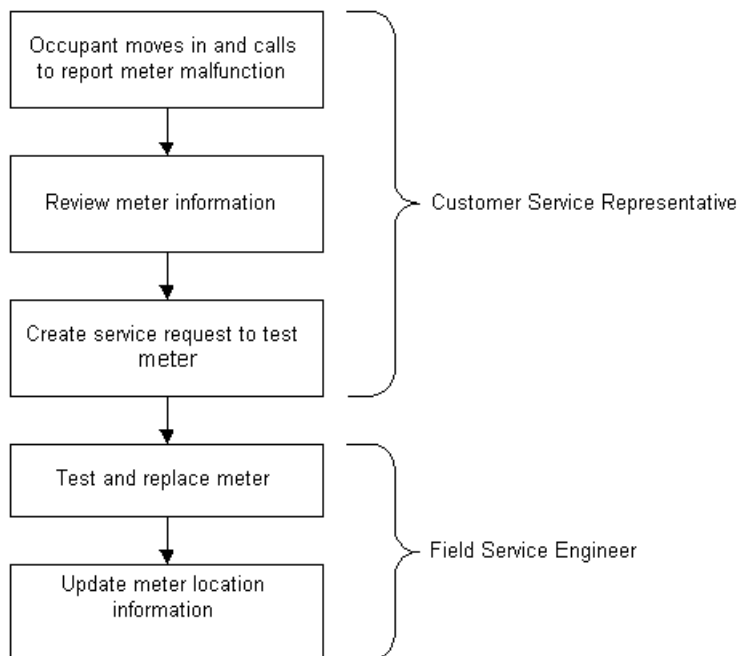 Occupant moves in and calls
to report meter malfunction
Review meter information
Customer Service Representative
Create service request to test
meter
Test and replace meter
Field Service Engineer
Update meter location
information